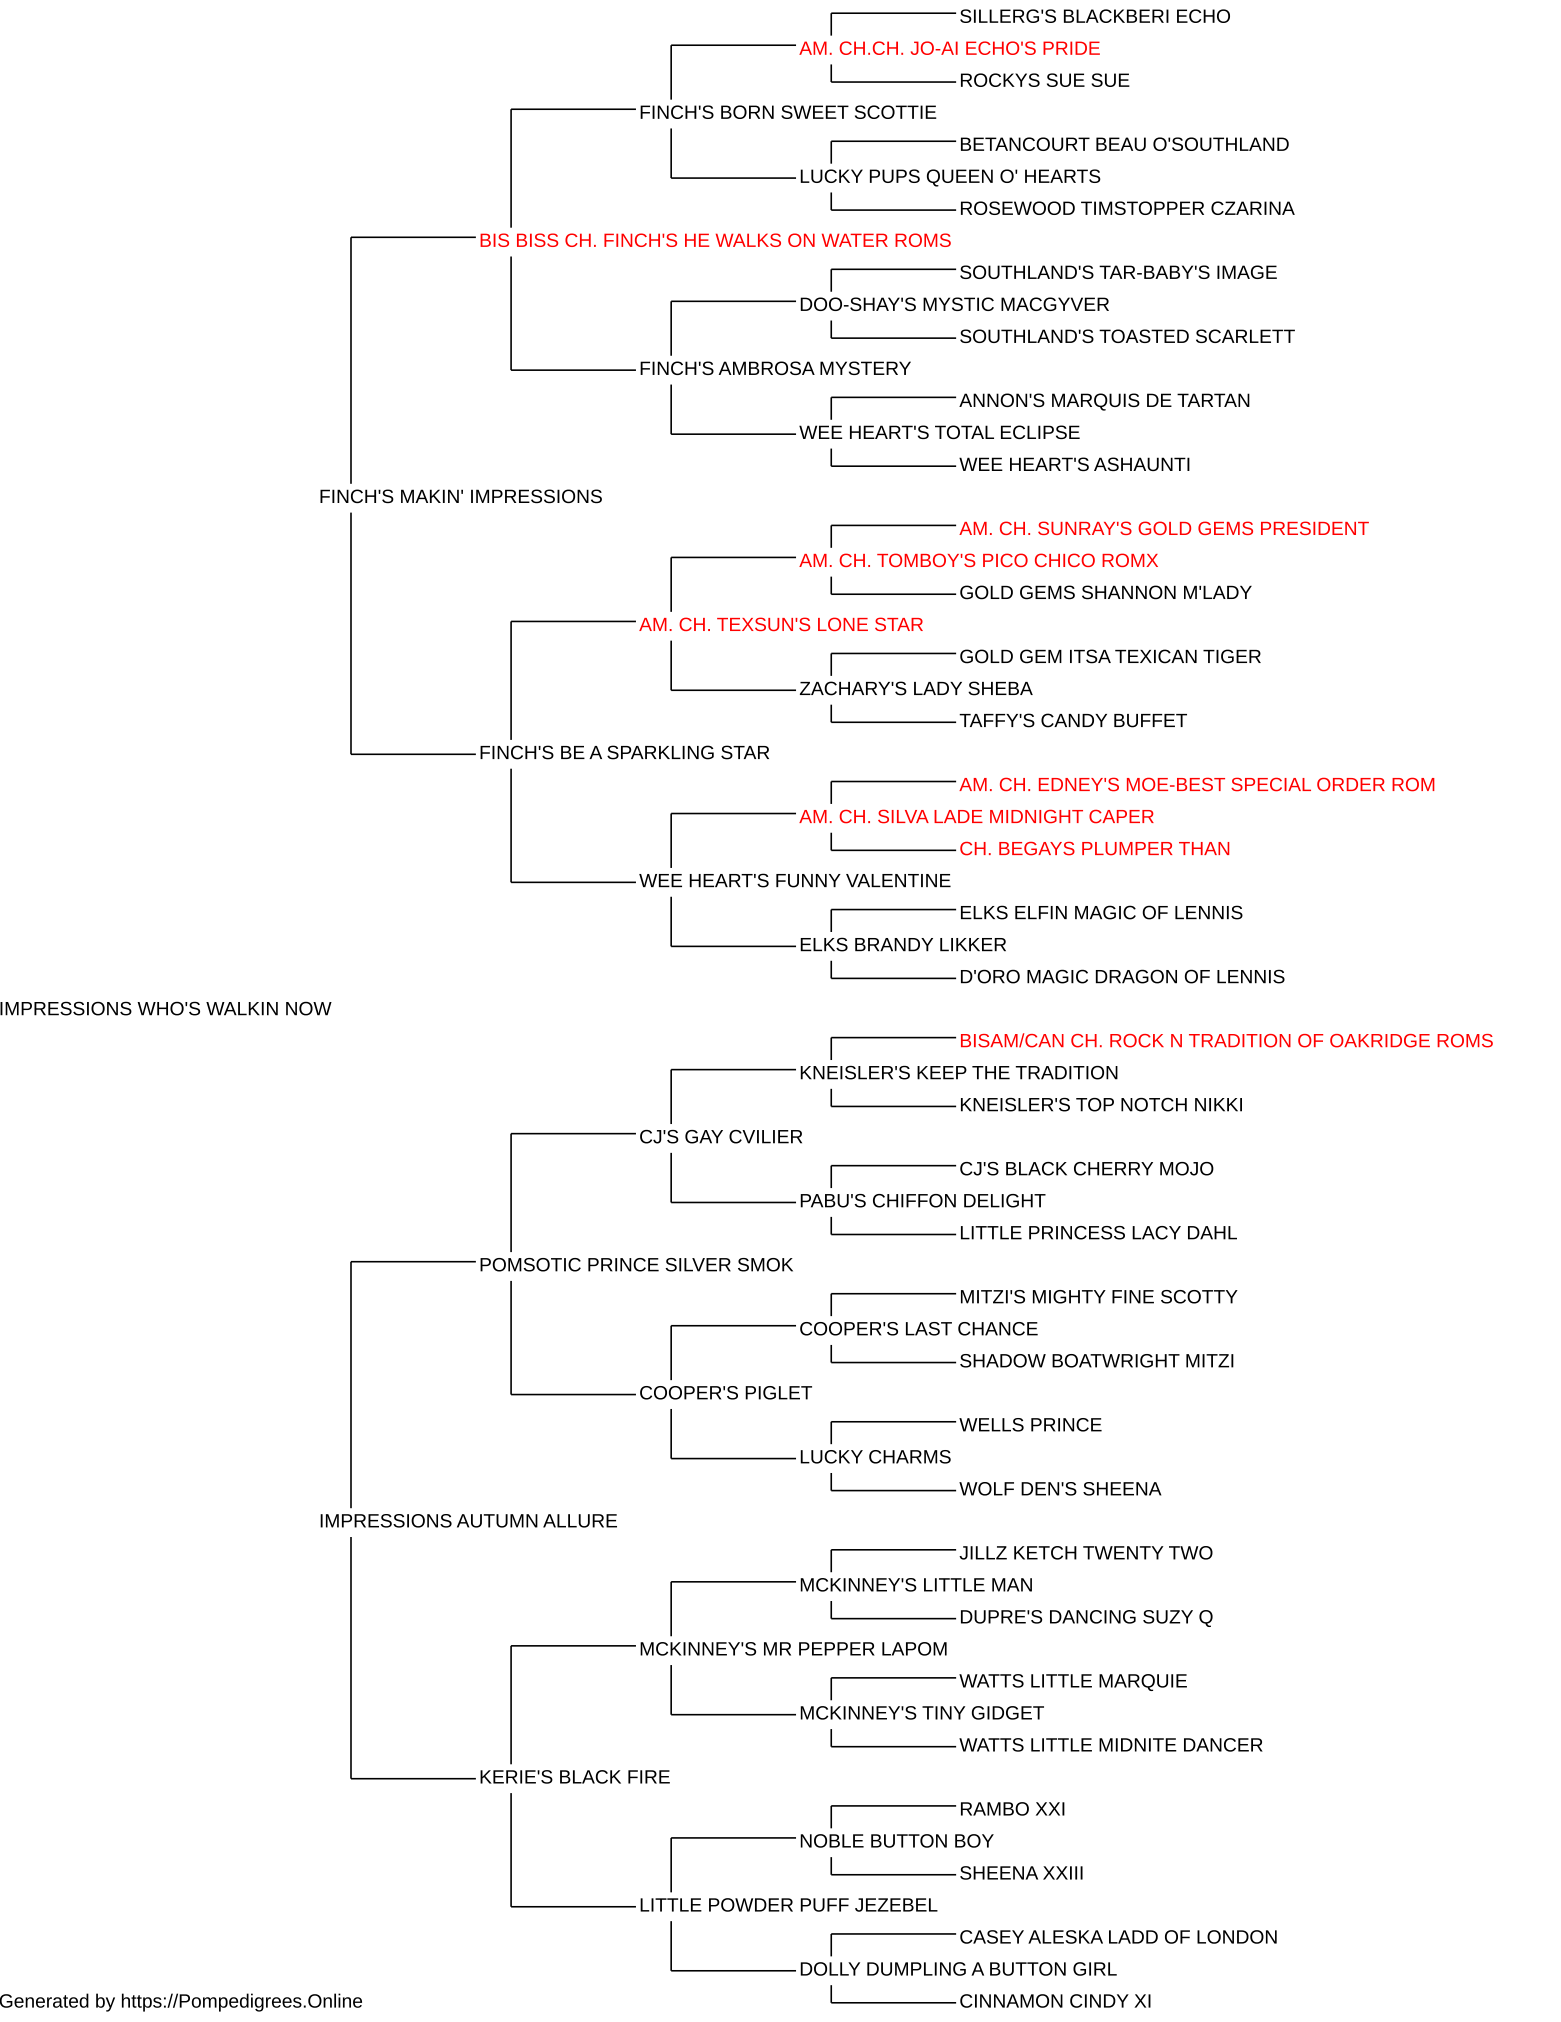 SILLERG'S BLACKBERI ECHO
AM. CH.CH. JO-AI ECHO'S PRIDE
ROCKYS SUE SUE
FINCH'S BORN SWEET SCOTTIE
BETANCOURT BEAU O'SOUTHLAND
LUCKY PUPS QUEEN O' HEARTS
ROSEWOOD TIMSTOPPER CZARINA
BIS BISS CH. FINCH'S HE WALKS ON WATER ROMS
SOUTHLAND'S TAR-BABY'S IMAGE
DOO-SHAY'S MYSTIC MACGYVER
SOUTHLAND'S TOASTED SCARLETT
FINCH'S AMBROSA MYSTERY
ANNON'S MARQUIS DE TARTAN
WEE HEART'S TOTAL ECLIPSE
WEE HEART'S ASHAUNTI
FINCH'S MAKIN' IMPRESSIONS
AM. CH. SUNRAY'S GOLD GEMS PRESIDENT
AM. CH. TOMBOY'S PICO CHICO ROMX
GOLD GEMS SHANNON M'LADY
AM. CH. TEXSUN'S LONE STAR
GOLD GEM ITSA TEXICAN TIGER
ZACHARY'S LADY SHEBA
TAFFY'S CANDY BUFFET
FINCH'S BE A SPARKLING STAR
AM. CH. EDNEY'S MOE-BEST SPECIAL ORDER ROM
AM. CH. SILVA LADE MIDNIGHT CAPER
CH. BEGAYS PLUMPER THAN
WEE HEART'S FUNNY VALENTINE
ELKS ELFIN MAGIC OF LENNIS
ELKS BRANDY LIKKER
D'ORO MAGIC DRAGON OF LENNIS
IMPRESSIONS WHO'S WALKIN NOW
BISAM/CAN CH. ROCK N TRADITION OF OAKRIDGE ROMS
KNEISLER'S KEEP THE TRADITION
KNEISLER'S TOP NOTCH NIKKI
CJ'S GAY CVILIER
CJ'S BLACK CHERRY MOJO
PABU'S CHIFFON DELIGHT
LITTLE PRINCESS LACY DAHL
POMSOTIC PRINCE SILVER SMOK
MITZI'S MIGHTY FINE SCOTTY
COOPER'S LAST CHANCE
SHADOW BOATWRIGHT MITZI
COOPER'S PIGLET
WELLS PRINCE
LUCKY CHARMS
WOLF DEN'S SHEENA
IMPRESSIONS AUTUMN ALLURE
JILLZ KETCH TWENTY TWO
MCKINNEY'S LITTLE MAN
DUPRE'S DANCING SUZY Q
MCKINNEY'S MR PEPPER LAPOM
WATTS LITTLE MARQUIE
MCKINNEY'S TINY GIDGET
WATTS LITTLE MIDNITE DANCER
KERIE'S BLACK FIRE
RAMBO XXI
NOBLE BUTTON BOY
SHEENA XXIII
LITTLE POWDER PUFF JEZEBEL
CASEY ALESKA LADD OF LONDON
DOLLY DUMPLING A BUTTON GIRL
CINNAMON CINDY XI
Generated by https://Pompedigrees.Online